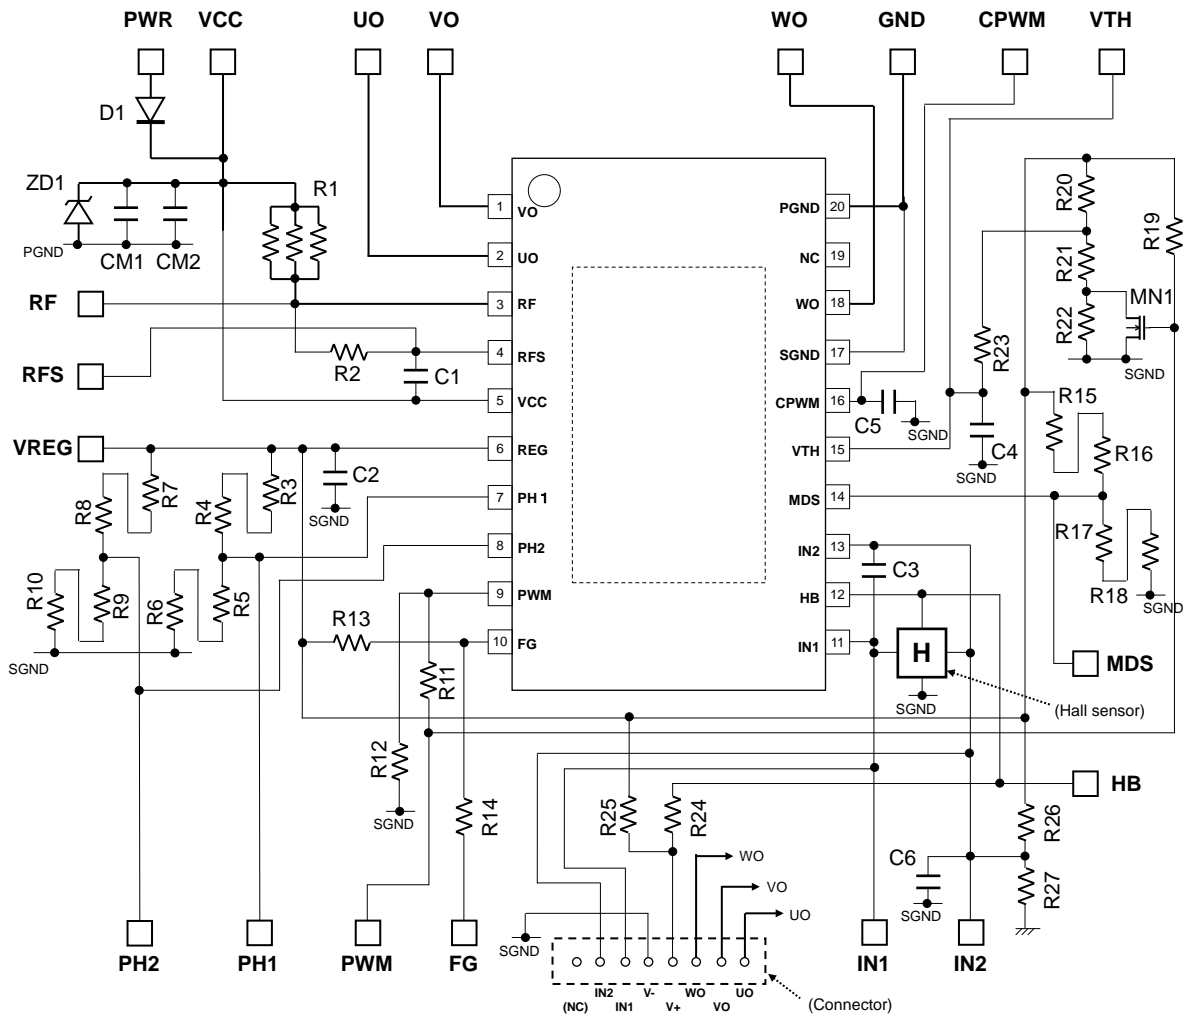 PWR VCC UO VO WO GND CPWM VTH
D1
ZD1 R1 R20 R19
1 VO PGND 20
PGND CM1 CM2
2 UO NC 19
R21
MN1
RF 3 RF WO 18
R22
R23
RFS 4 RFS SGND 17
R2 C1 SGND
5 VCC CPWM 16
C5 SGND R15
VREG 6 REG VTH 15
C4 R16
C2 SGND
R8 R7 R4 R3
7 PH1 MDS 14
SGND
R17
8 PH2 IN2 13
C3
R10 R9 R6 R5
9 PWM HB 12
R18 SGND
R13
10 FG IN1 11
H
SGND MDS
R11
SGND
(Hall sensor)
R12
HB
SGND R14 R25 R24 R26
WO
C6
VO
R27
UO
SGND
SGND
PH2 PH1 PWM FG IN1 IN2
IN2 V- WO UO
(NC) IN1 V+ VO
(Connector)